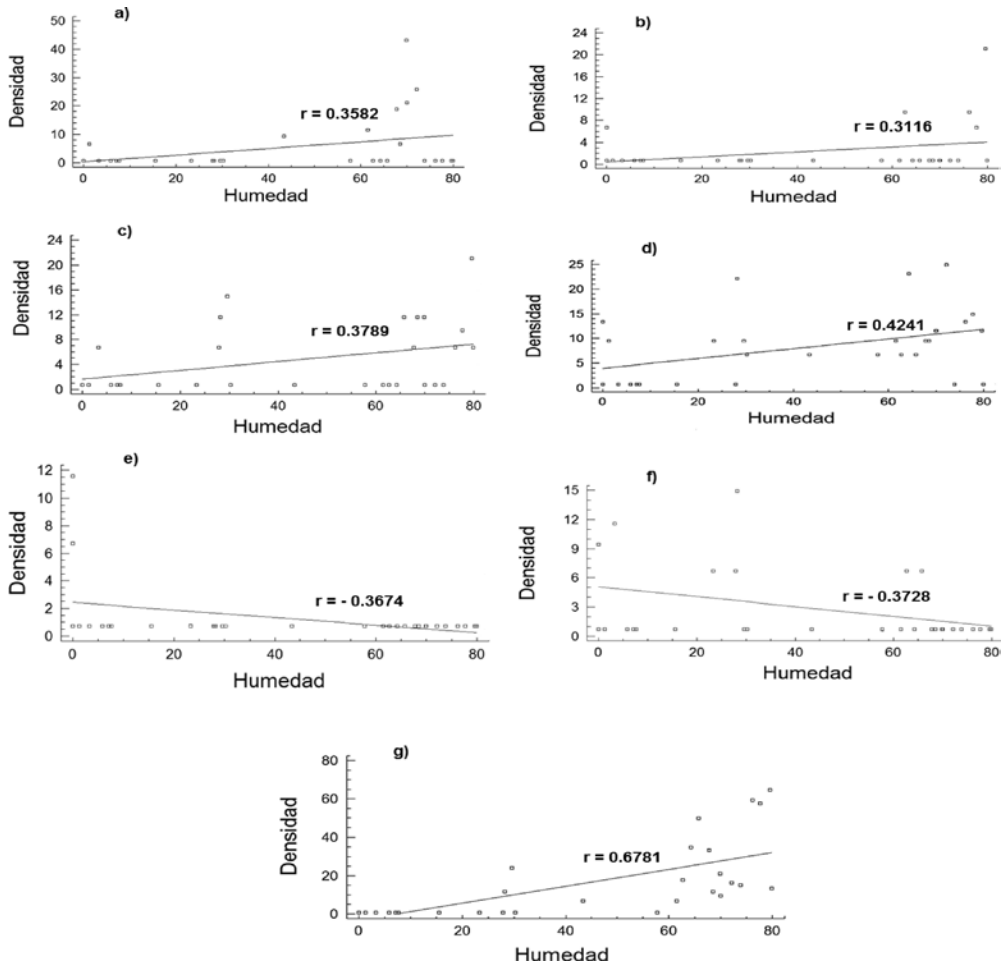 a)
Densidad
50
40
30
20
10
0
r = 0.3582
0 20 40 60 80
Humedad
b)
Densidad
24
20
16
12
8
4
0
r = 0.3116
0 20 40 60 80
Humedad
c)
Densidad
24
20
16
12
8
4
0
r = 0.3789
0 20 40 60 80
Humedad
d)
Densidad
25
20
15
10
5
0
r = 0.4241
0 20 40 60 80
Humedad
e)
Densidad
12
10
8
6
4
2
0
r = - 0.3674
0 20 40 60 80
Humedad
f)
Densidad
15
12
9
6
3
0
r = - 0.3728
0 20 40 60 80
Humedad
g)
Densidad
80
60
40
20
0
r = 0.6781
0 20 40 60 80
Humedad